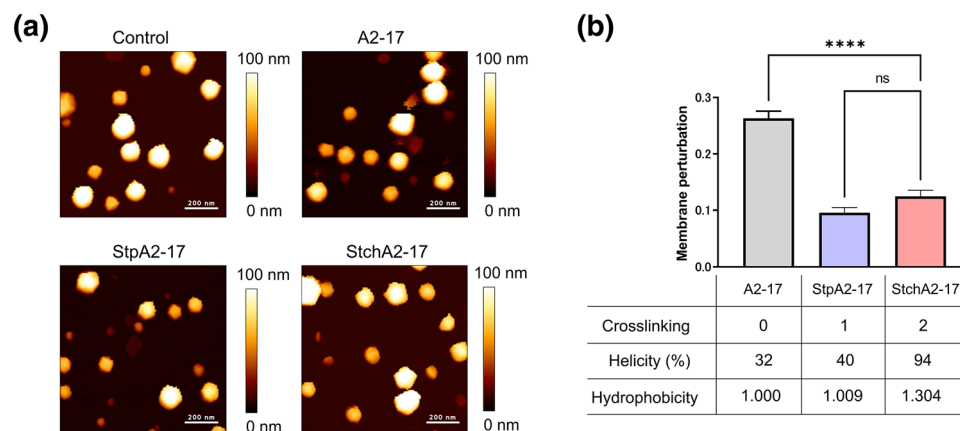 (a)
Control
100 nm
0 nm
200 nm
A2-17
100 nm
0 nm
200 nm
StpA2-17
100 nm
0 nm
200 nm
StchA2-17
100 nm
0 nm
200 nm
(b)
****
ns
Membrane perturbation
0.3
0.2
0.1
0.0
A2-17 StpA2-17 StchA2-17
Crosslinking 0 1 2
Helicity (%) 32 40 94
Hydrophobicity 1.000 1.009 1.304